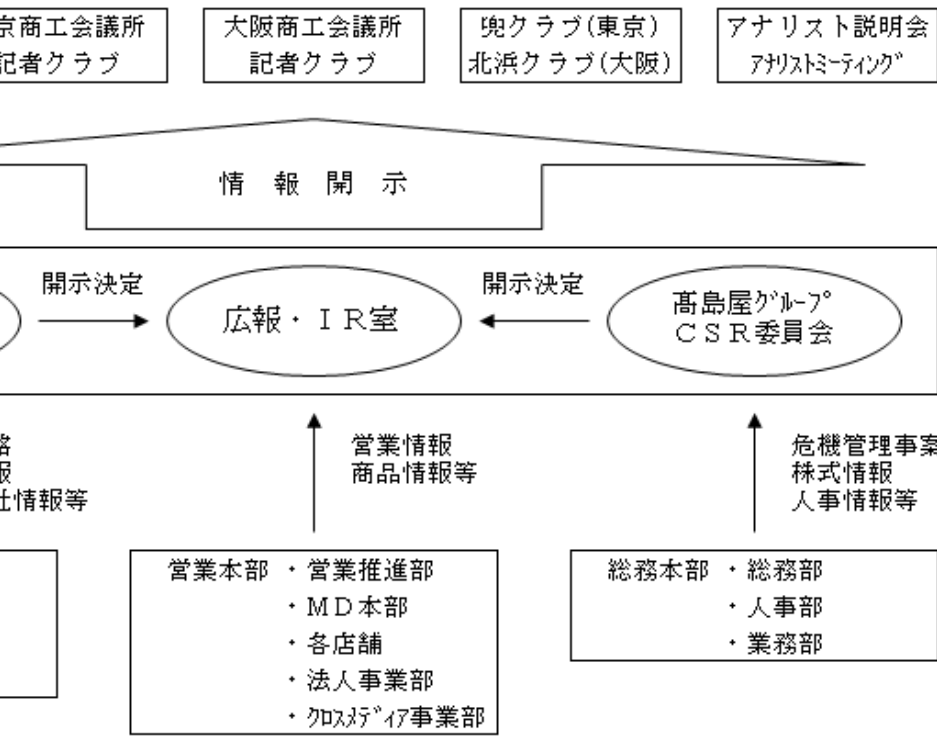 京商工会議所
記者クラブ
大阪商工会議所
記者クラブ
兜クラブ(東京)
北浜クラブ(大阪)
アナリスト説明会
ｱﾅﾘｽﾄﾐｰﾃｨﾝｸﾞ
情報開示
開示決定
広報・ＩＲ室
開示決定
髙島屋ｸﾞﾙｰﾌﾟ
ＣＳＲ委員会
報
社情報等
営業情報
商品情報等
危機管理事案
株式情報
人事情報等
営業本部 ・営業推進部
・ＭＤ本部
・各店舗
・法人事業部
・ｸﾛｽﾒﾃﾞｨｱ事業部
総務本部 ・総務部
・人事部
・業務部